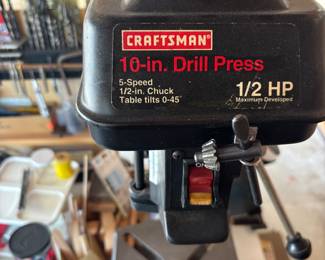 CRAFTSMAN®
10-in. Drill Press
5-Speed
1/2-in. Chuck
Table tilts 0-45°
1/2 HP
Maximum Developed